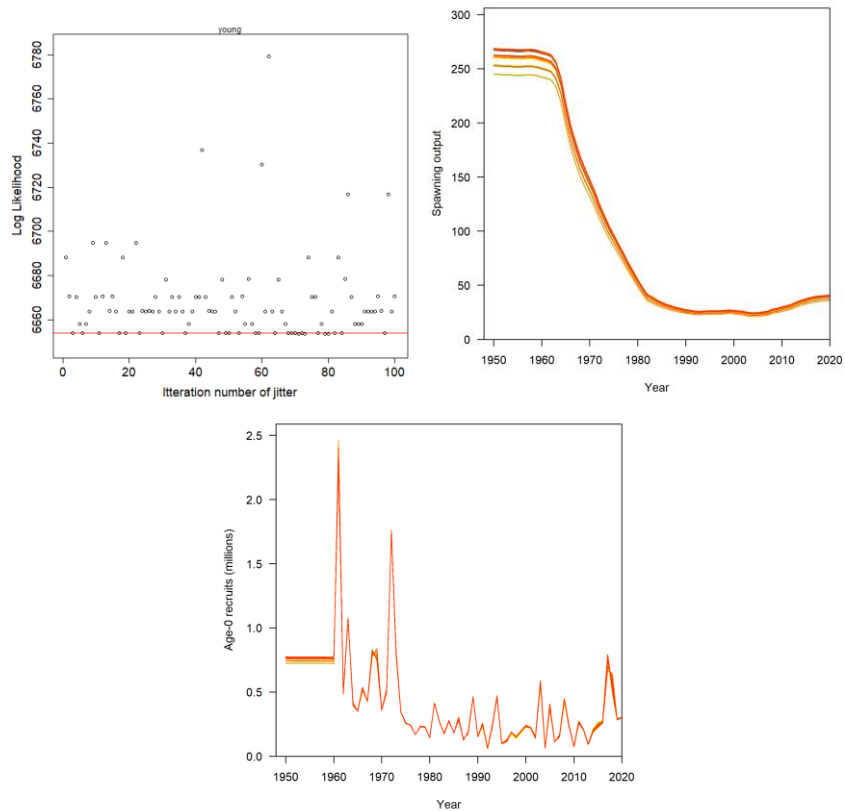 young
Log Likelihood
6780
6760
6740
6720
6700
6680
6660
0 20 40 60 80 100
Itteration number of jitter
Spawning output
300
250
200
150
100
50
0
1950 1960 1970 1980 1990 2000 2010 2020
Year
Age-0 recruits (millions)
2.5
2.0
1.5
1.0
0.5
0.0
1950 1960 1970 1980 1990 2000 2010 2020
Year